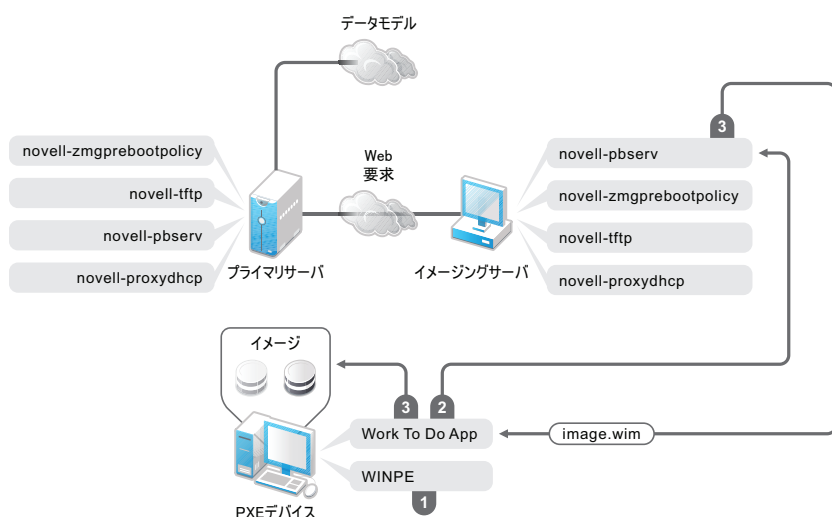 データモデル
novell-zmgprebootpolicy
novell-tftp
novell-pbserv
novell-proxydhcp
プライマリサーバ
Web
要求
イメージングサーバ
3
novell-pbserv
novell-zmgprebootpolicy
novell-tftp
novell-proxydhcp
イメージ
3
2
Work To Do App
image.wim
WINPE
1
PXEデバイス